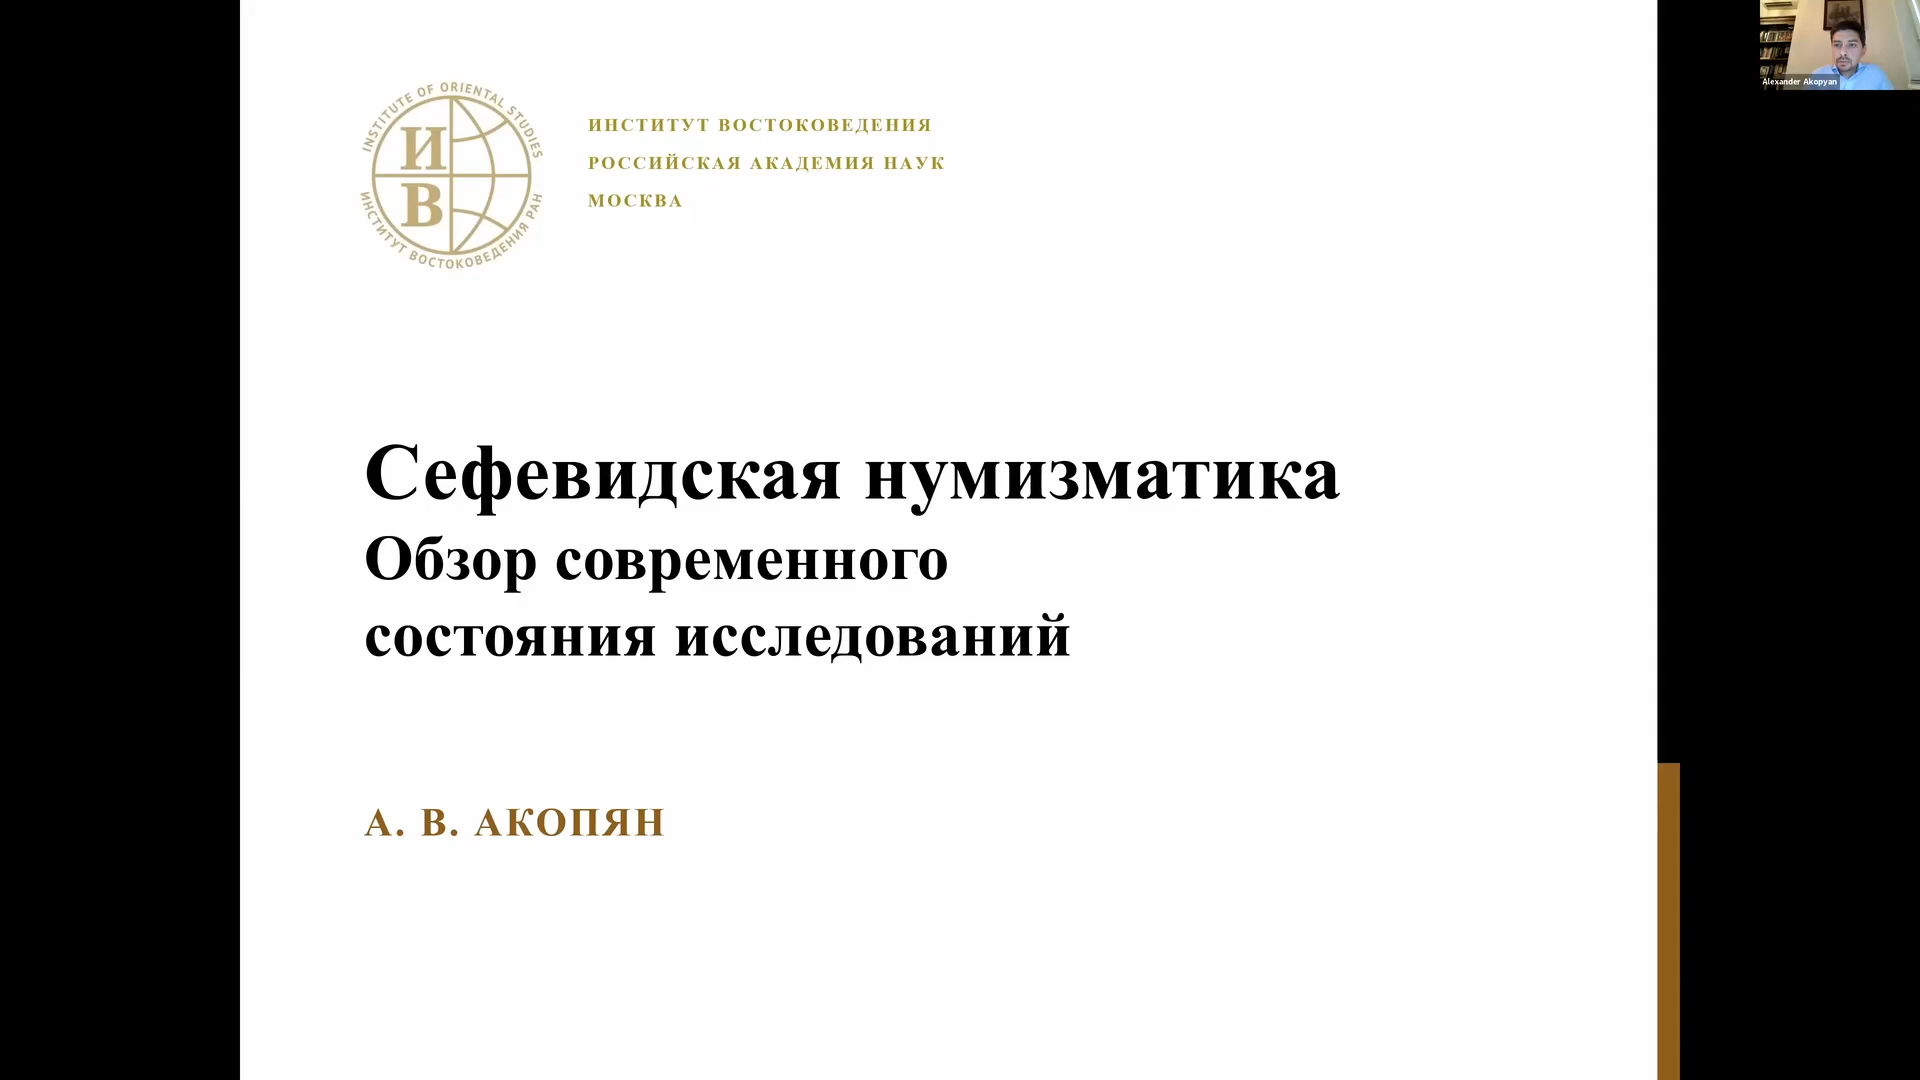 INSTITUTE OF ORIENTAL STUDIES
И
В
ИНСТИТУТ ВОСТОКОВЕДЕНИЯ РАН
ИНСТИТУТ ВОСТОКОВЕДЕНИЯ
РОССИЙСКАЯ АКАДЕМИЯ НАУК
МОСКВА
Сефевидская нумизматика
Обзор современного
состояния исследований
А. В. АКОПЯН
Alexander Akopyan